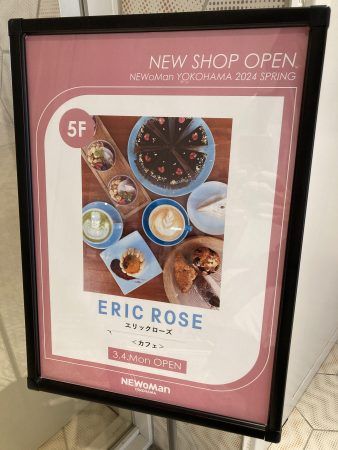 NEW SHOP OPEN.
NEWoMan YOKOHAMA 2024 SPRING
5F
ERIC ROSE
エリックローズ
<カフェ>
3.4.Mon OPEN
NEWoMan
YOKOHAMA